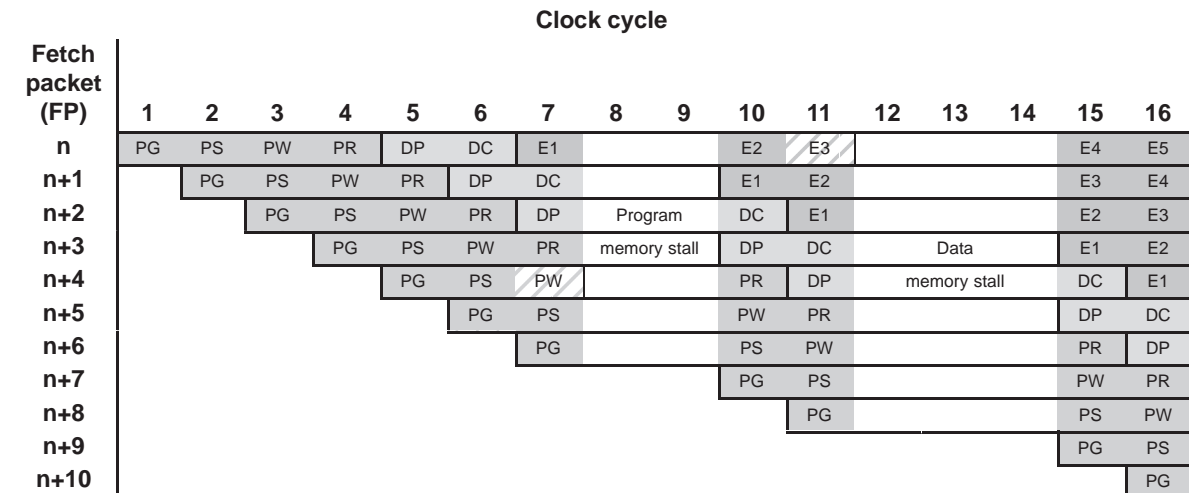 Clock cycle
Fetch
packet
(FP) 1 2 3 4 5 6 7 8 9 10 11 12 13 14 15 16
n PG PS PW PR DP DC E1 E2 E3 E4 E5
n+1 PG PS PW PR DP DC E1 E2 E3 E4
n+2 PG PS PW PR DP Program DC E1 E2 E3
n+3 PG PS PW PR memory stall DP DC Data E1 E2
n+4 PG PS PW PR DP memory stall DC E1
n+5 PG PS PW PR DP DC
n+6 PG PS PW PR DP
n+7 PG PS PW PR
n+8 PG PS PW
n+9 PG PS
n+10 PG